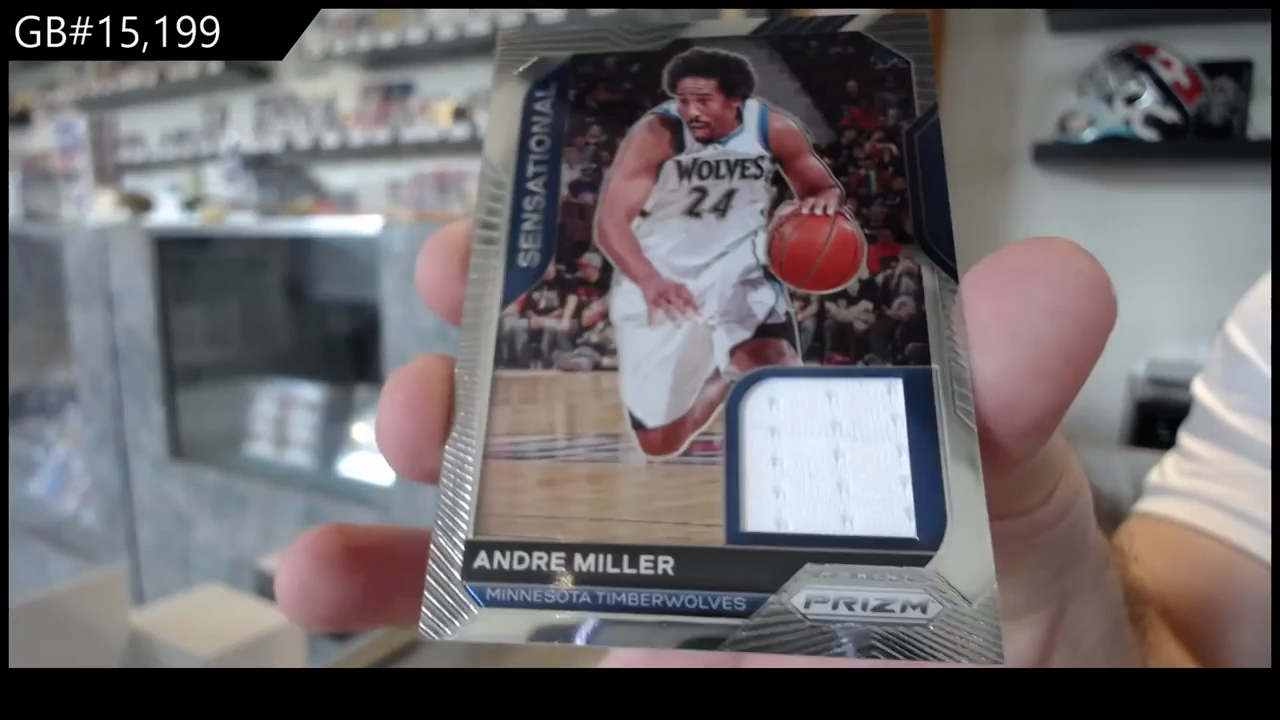 GB#15,199
SENSATIONAL
WOLVES
24
ANDRE MILLER
MINNESOTA TIMBERWOLVES
PRIZM